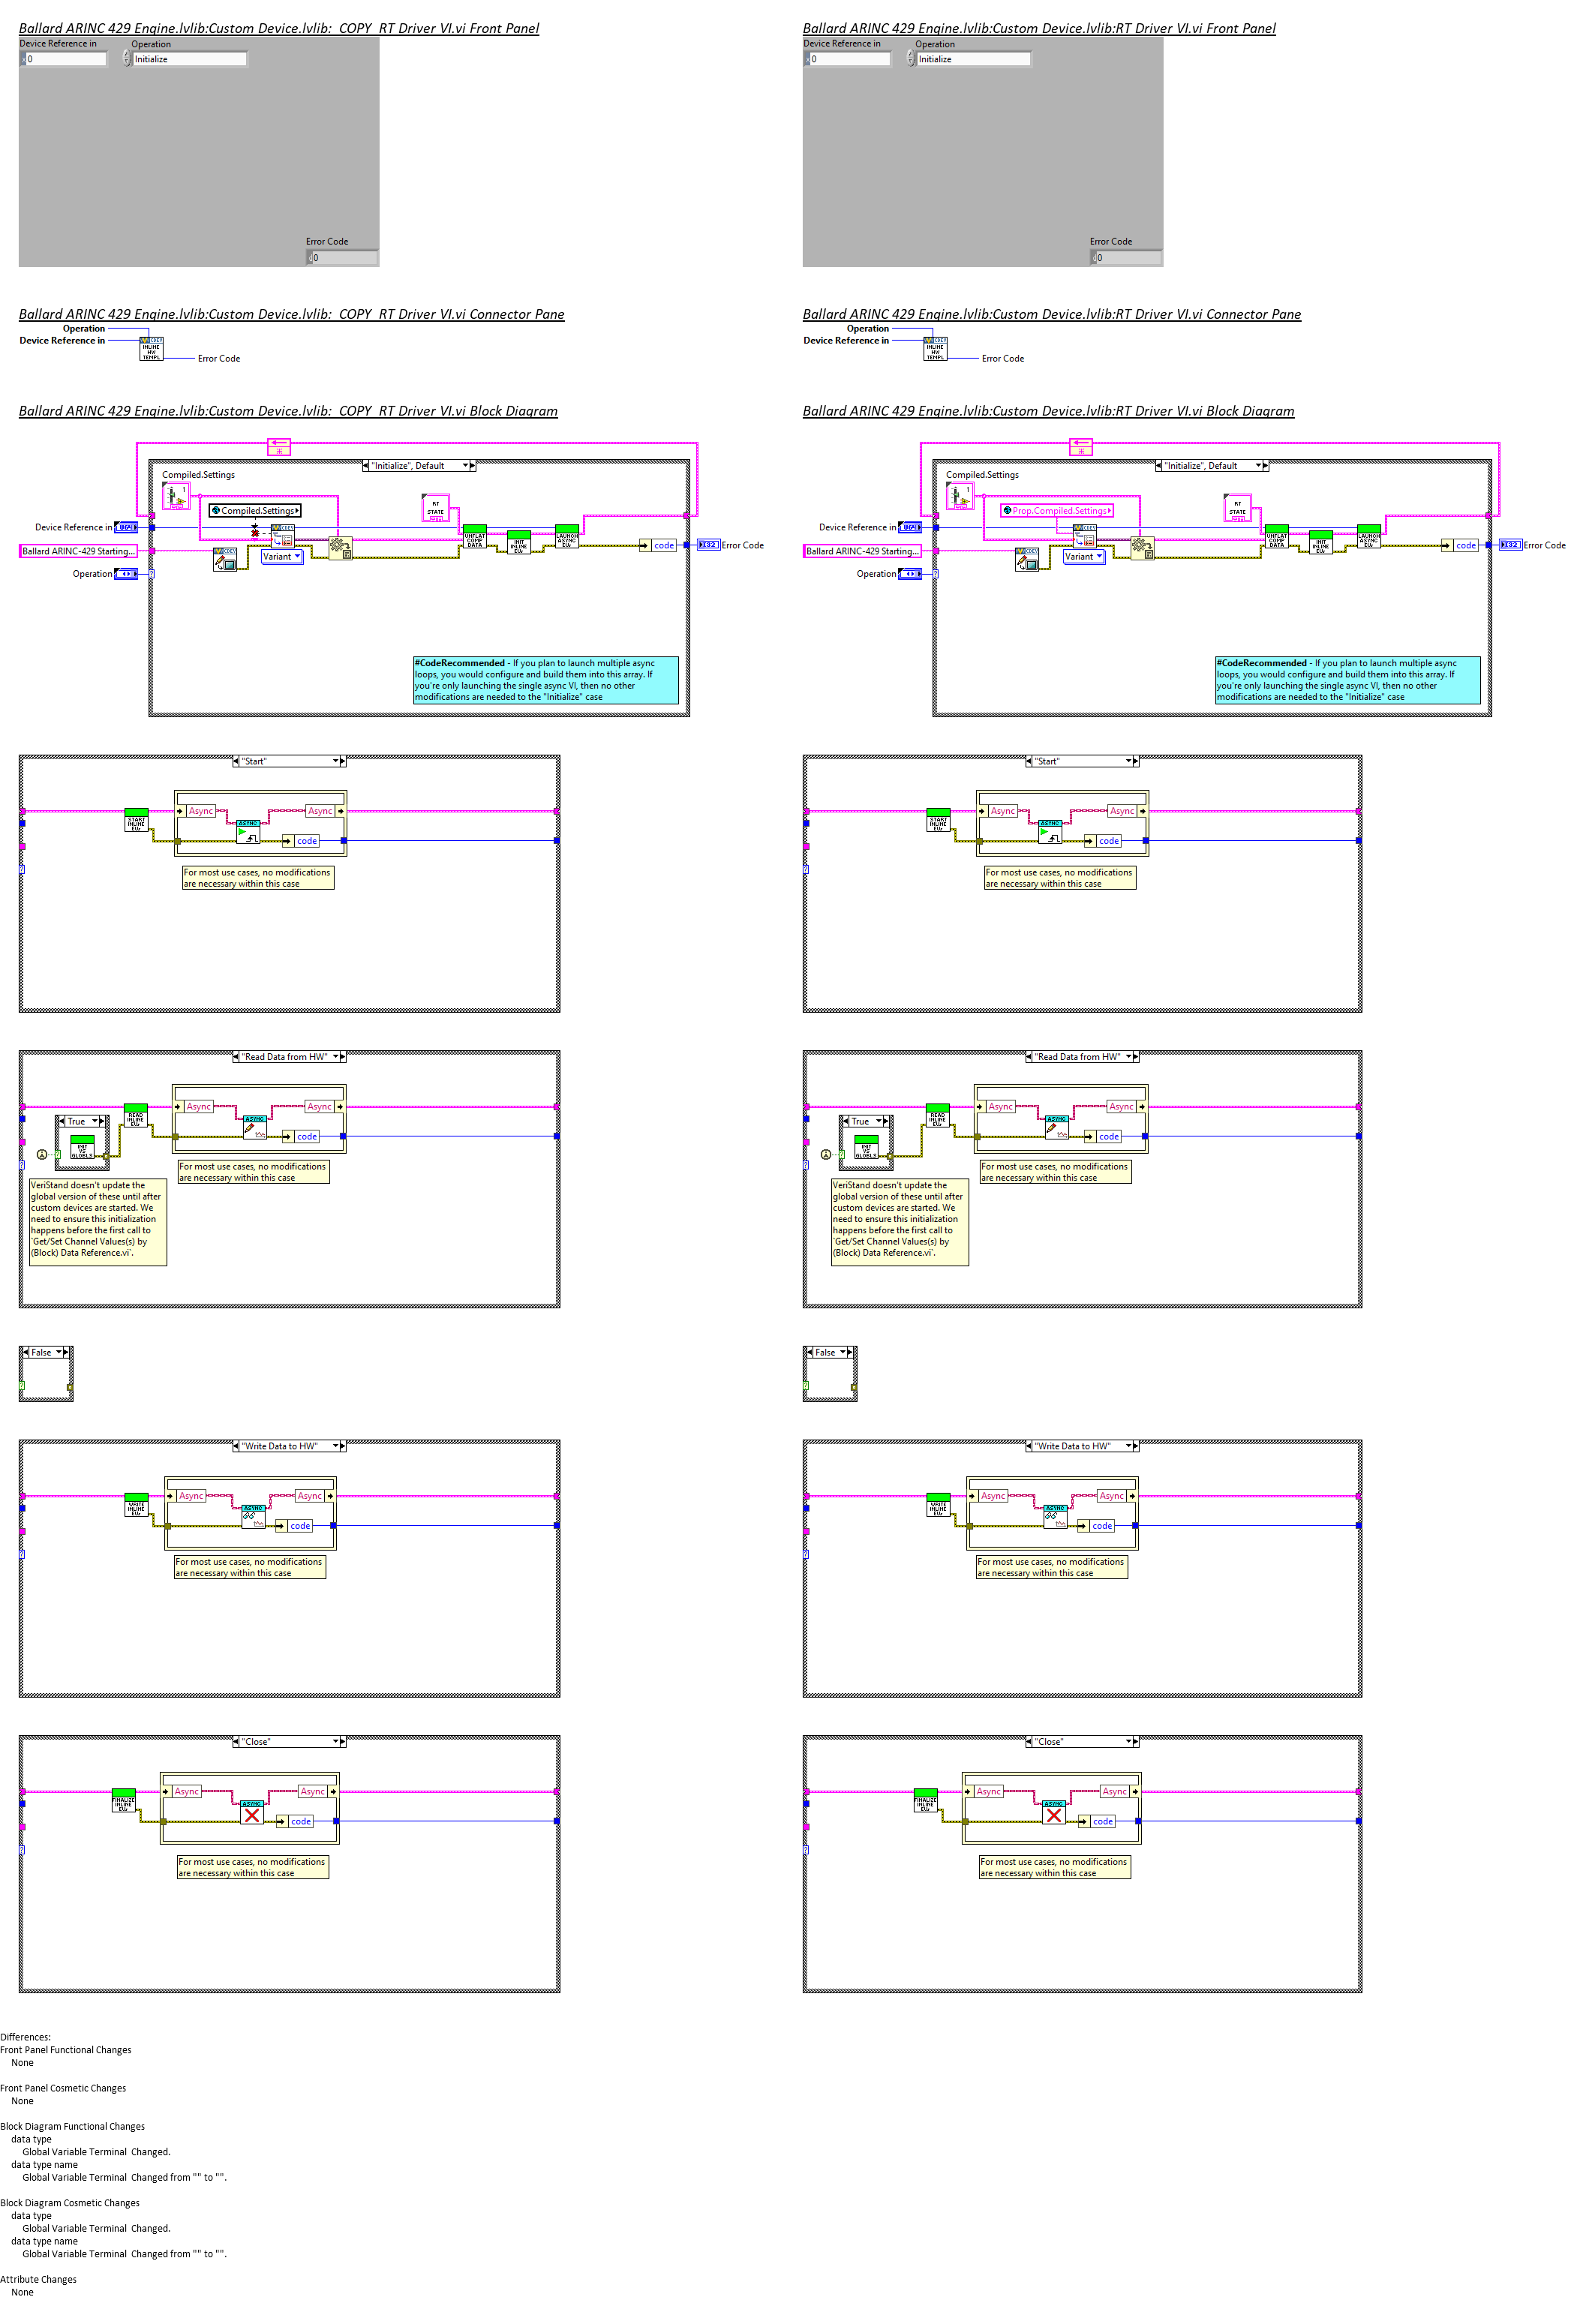 Ballard ARINC 429 Engine.lvlib:Custom Device.lvlib:_COPY_RT Driver VI.vi Front Panel
Device Reference in
Operation
0
Initialize
Error Code
0
Ballard ARINC 429 Engine.lvlib:Custom Device.lvlib:RT Driver VI.vi Front Panel
Device Reference in
Operation
0
Initialize
Error Code
0
Ballard ARINC 429 Engine.lvlib:Custom Device.lvlib:_COPY_RT Driver VI.vi Connector Pane
Operation
Device Reference in
INLINE
HW
TEMPL
Error Code
Ballard ARINC 429 Engine.lvlib:Custom Device.lvlib:RT Driver VI.vi Connector Pane
Operation
Device Reference in
INLINE
HW
TEMPL
Error Code
Ballard ARINC 429 Engine.lvlib:Custom Device.lvlib:_COPY_RT Driver VI.vi Block Diagram
"Initialize", Default
Compiled.Settings
Compiled.Settings
RT
STATE
Device Reference in
UNFLAT
COMP
DATA
INIT
INLINE
LAUNCH
ASYNC
Ballard ARINC-429 Starting...
Variant
code
I32
Error Code
Operation
#CodeRecommended - If you plan to launch multiple async
loops, you would configure and build them into this array. If
you're only launching the single async VI, then no other
modifications are needed to the "Initialize" case
Ballard ARINC 429 Engine.lvlib:Custom Device.lvlib:RT Driver VI.vi Block Diagram
"Initialize", Default
Compiled.Settings
Prop.Compiled.Settings
RT
STATE
Device Reference in
UNFLAT
COMP
DATA
INIT
INLINE
LAUNCH
ASYNC
Ballard ARINC-429 Starting...
Variant
code
I32
Error Code
Operation
#CodeRecommended - If you plan to launch multiple async
loops, you would configure and build them into this array. If
you're only launching the single async VI, then no other
modifications are needed to the "Initialize" case
"Start"
START
INLINE
Async
ASYNC
Async
code
For most use cases, no modifications
are necessary within this case
"Start"
START
INLINE
Async
ASYNC
Async
code
For most use cases, no modifications
are necessary within this case
"Read Data from HW"
True
INIT
VS
GLOBLS
READ
INLINE
Async
ASYNC
Async
code
For most use cases, no modifications
are necessary within this case
VeriStand doesn't update the
global version of these until after
custom devices are started. We
need to ensure this initialization
happens before the first call to
`Get/Set Channel Values(s) by
(Block) Data Reference.vi`.
"Read Data from HW"
True
INIT
VS
GLOBLS
READ
INLINE
Async
ASYNC
Async
code
For most use cases, no modifications
are necessary within this case
VeriStand doesn't update the
global version of these until after
custom devices are started. We
need to ensure this initialization
happens before the first call to
`Get/Set Channel Values(s) by
(Block) Data Reference.vi`.
False
False
"Write Data to HW"
WRITE
INLINE
Async
ASYNC
Async
code
For most use cases, no modifications
are necessary within this case
"Write Data to HW"
WRITE
INLINE
Async
ASYNC
Async
code
For most use cases, no modifications
are necessary within this case
"Close"
FINALIZE
INLINE
Async
ASYNC
Async
code
For most use cases, no modifications
are necessary within this case
"Close"
FINALIZE
INLINE
Async
ASYNC
Async
code
For most use cases, no modifications
are necessary within this case
Differences:
Front Panel Functional Changes
None
Front Panel Cosmetic Changes
None
Block Diagram Functional Changes
data type
Global Variable Terminal  Changed.
data type name
Global Variable Terminal  Changed from "" to "".
Block Diagram Cosmetic Changes
data type
Global Variable Terminal  Changed.
data type name
Global Variable Terminal  Changed from "" to "".
Attribute Changes
None